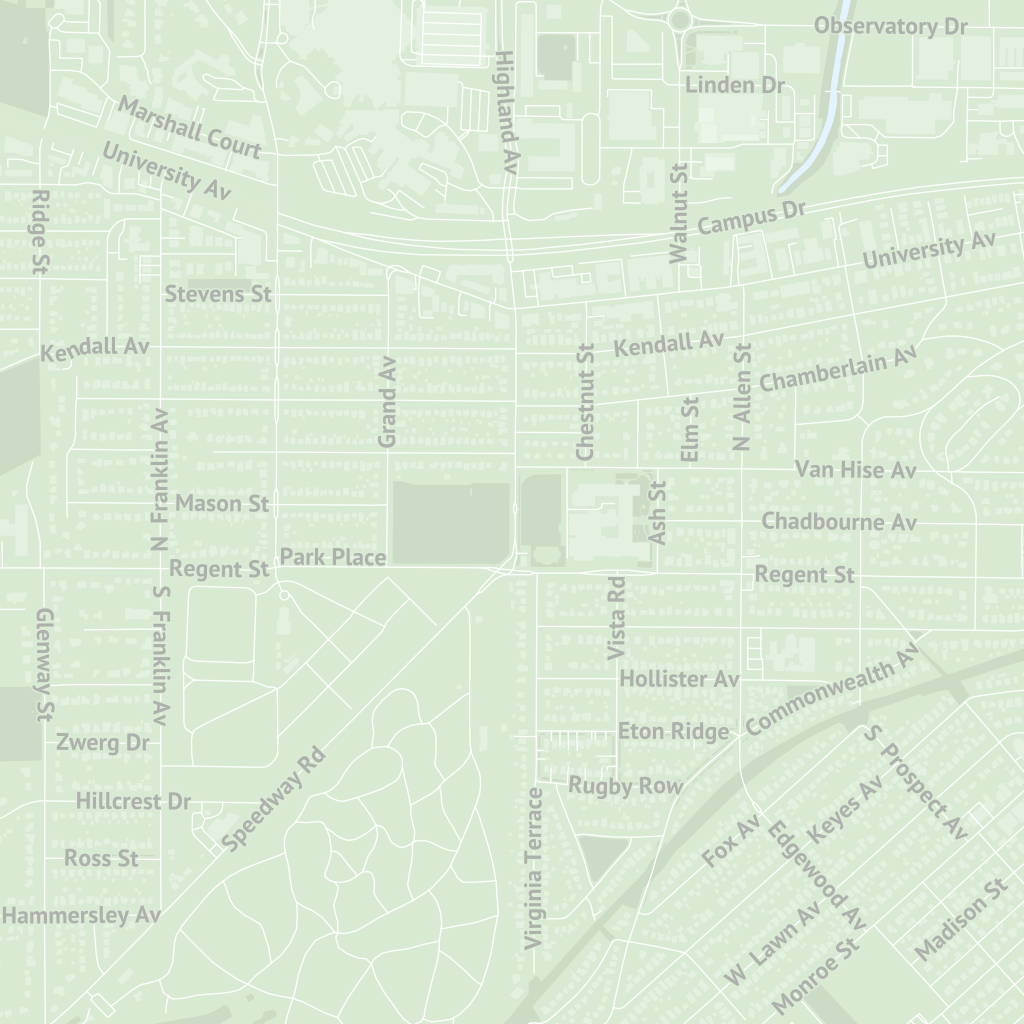 Observatory Dr
Linden Dr
Highland Av
Marshall Court
University Av
Ridge St
Walnut St
Campus Dr
University Av
Stevens St
Kendall Av
Kendall Av
Grand Av
Chestnut St
N Allen St
Chamberlain Av
Elm St
N Franklin Av
Van Hise Av
Mason St
Ash St
Chadbourne Av
Park Place
Regent St
Regent St
S Franklin Av
Glenway St
Vista Rd
Hollister Av
Commonwealth Av
Eton Ridge
Zwerg Dr
S Prospect Av
Rugby Row
Hillcrest Dr
Speedway Rd
Keyes Av
Fox Av
Edgewood Av
Ross St
Virginia Terrace
Hammersley Av
Madison St
W Lawn Av
Monroe St